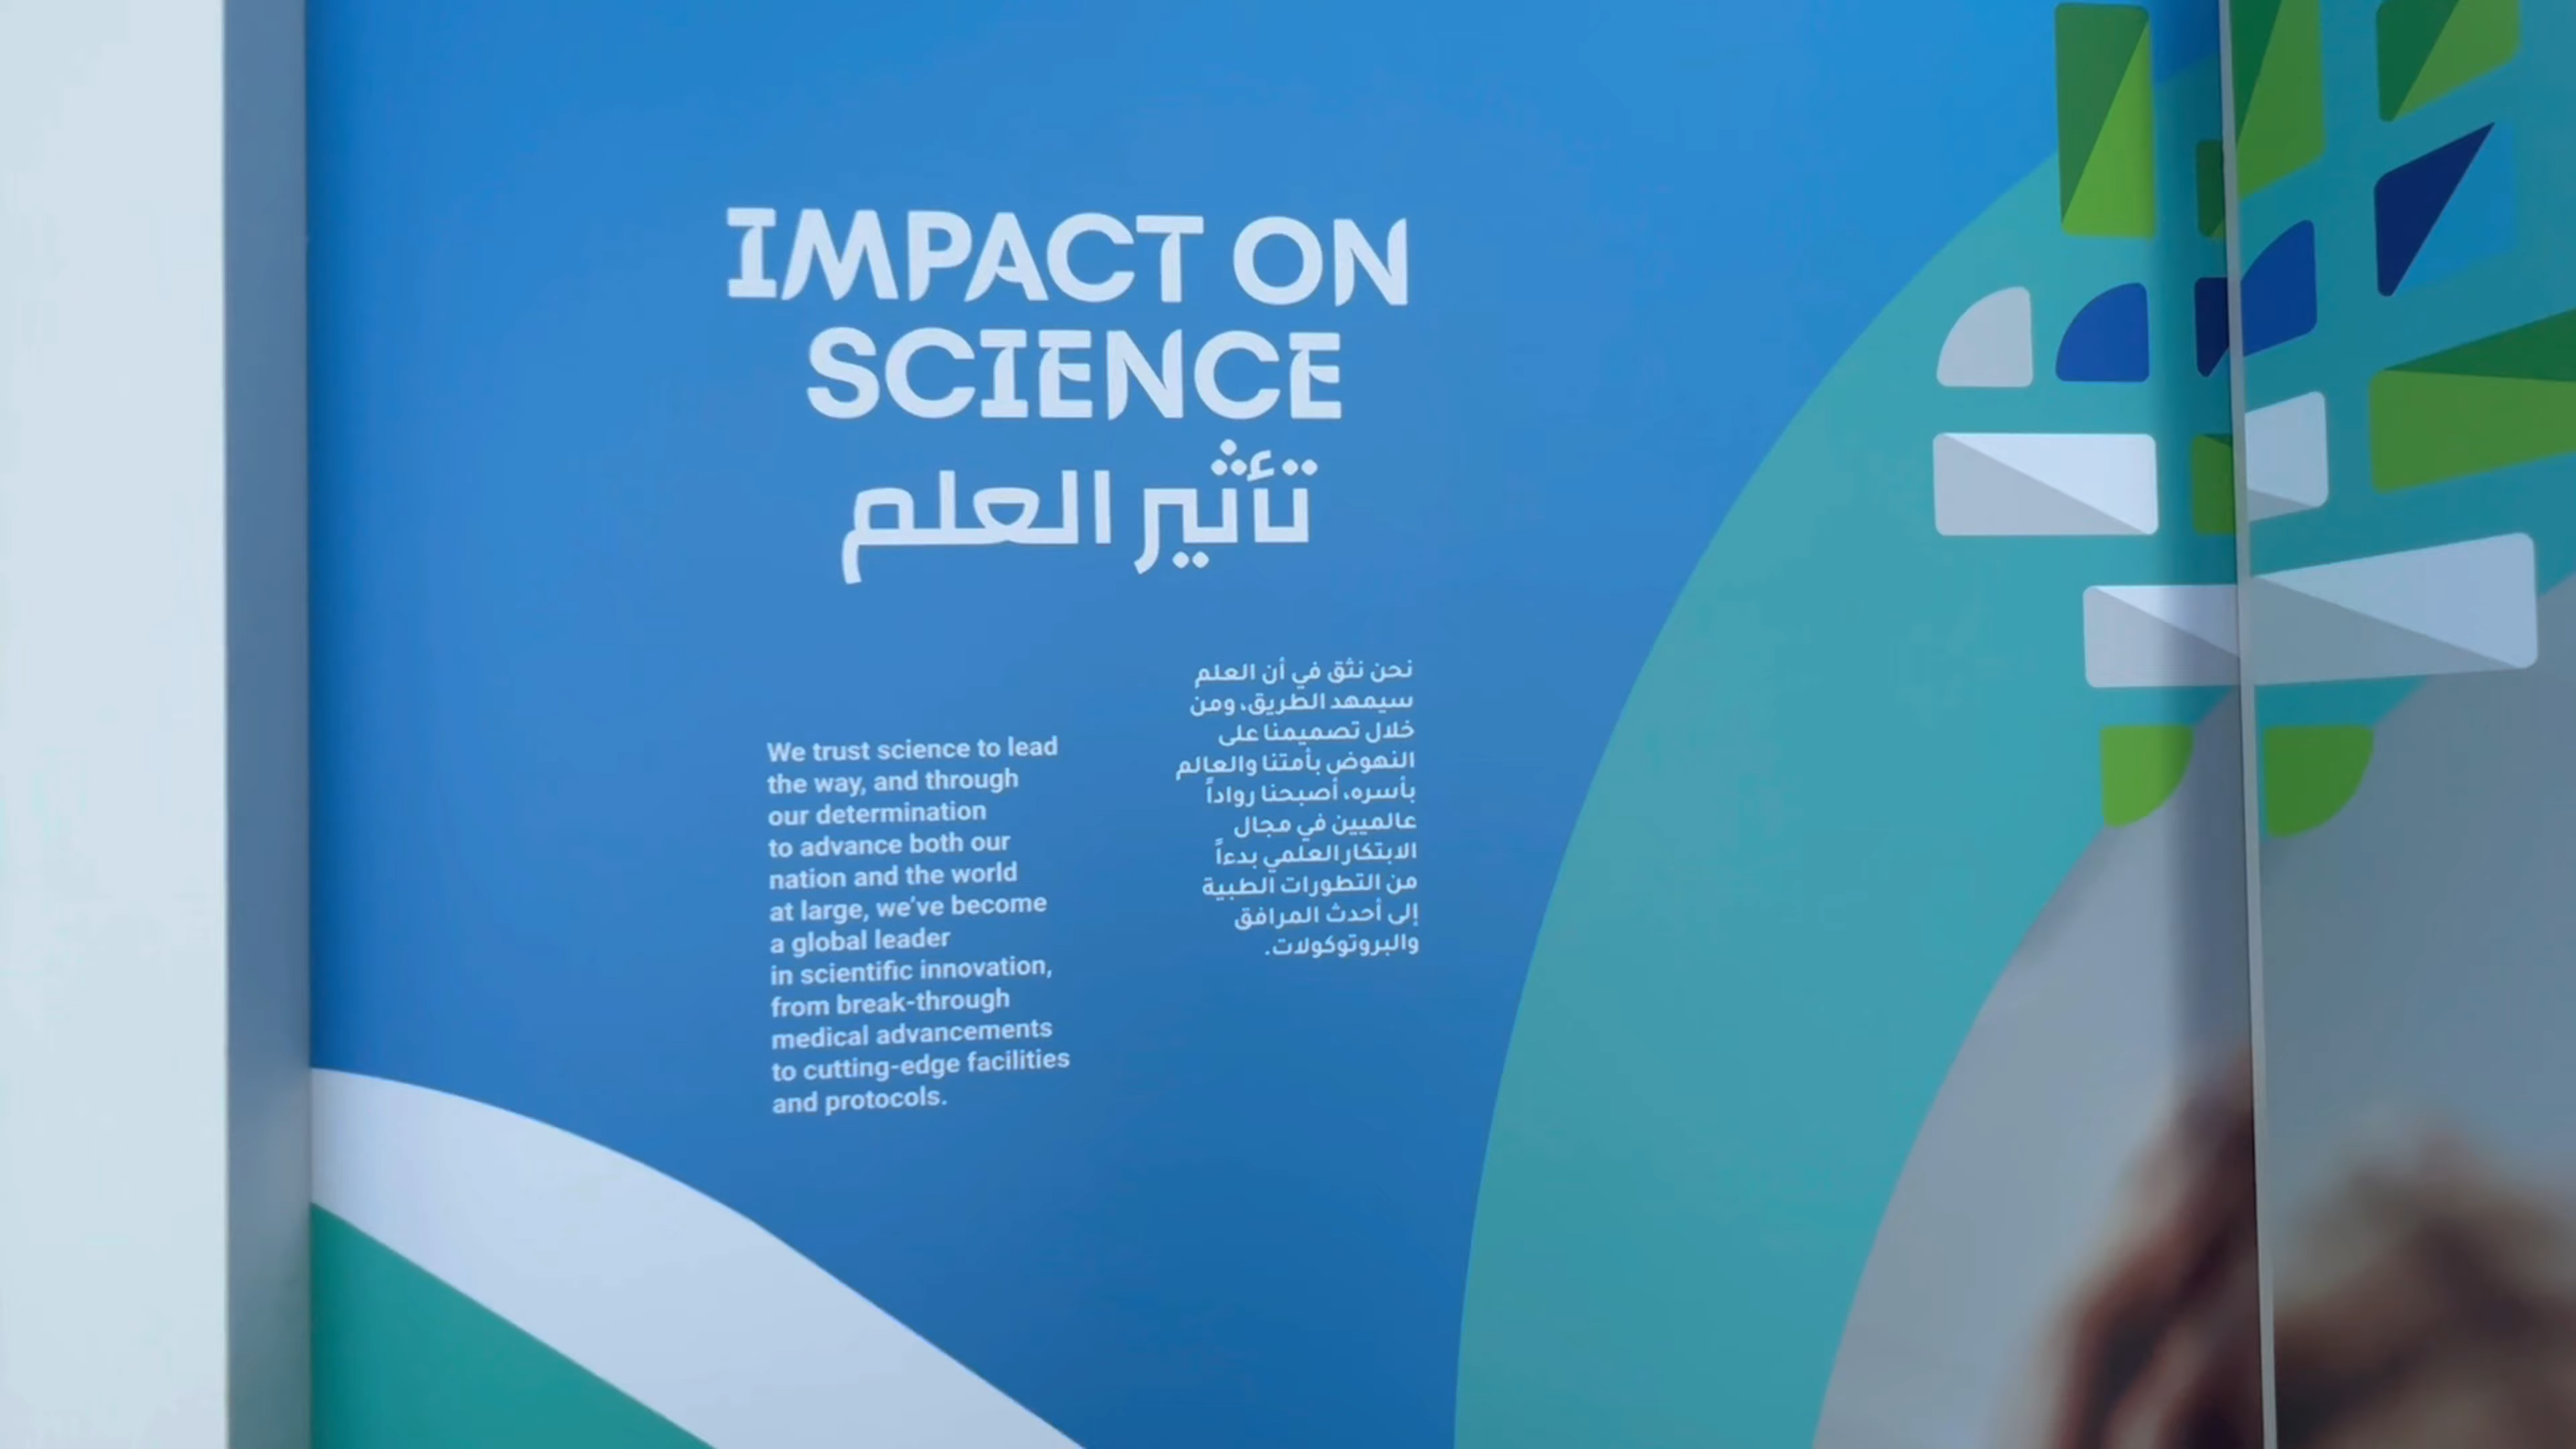 IMPACT ON
SCIENCE
تأثير العلم
We trust science to lead
the way, and through
our determination
to advance both our
nation and the world
at large, we've become
a global leader
in scientific innovation,
from break-through
medical advancements
to cutting-edge facilities
and protocols.
نحن نثق في أن العلم
سيمهد الطريق، ومن
خلال تصميمنا على
النهوض بأمتنا والعالم
بأسره، أصبحنا رواداً
عالميين في مجال
الابتكار العلمي بدءاً
من التطورات الطبية
إلى أحدث المرافق
والبروتوكولات.